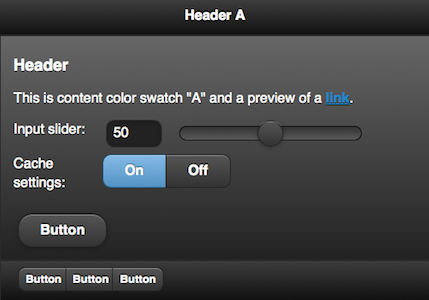 Header A
Header
This is content color swatch "A" and a preview of a link.
Input slider: 50
Cache settings: On Off
Button
Button Button Button